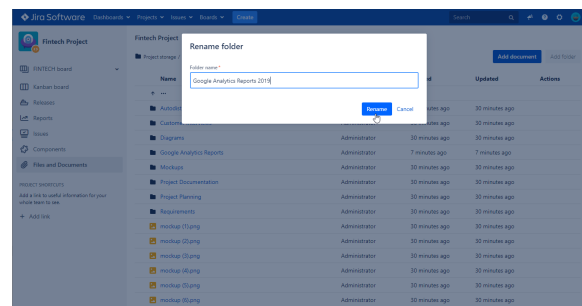 Jira Software Dashboards Projects Issues Boards Create Search
Fintech Project
FINTECH board
Kanban board
Releases
Reports
Issues
Components
Files and Documents
PROJECT SHORTCUTS
Add a link to useful information for your whole team to see.
+ Add link
Fintech Project
Project storage /
Add document Add folder
Rename folder
Folder name *
Google Analytics Reports 2019
Rename Cancel
Name Updated Actions
Diagrams Administrator 30 minutes ago 30 minutes ago
Google Analytics Reports Administrator 7 minutes ago 7 minutes ago
Mockups Administrator 30 minutes ago 30 minutes ago
Project Documentation Administrator 30 minutes ago 30 minutes ago
Project Planning Administrator 30 minutes ago 30 minutes ago
Requirements Administrator 30 minutes ago 30 minutes ago
mockup (1).png Administrator 30 minutes ago 30 minutes ago
mockup (2).png Administrator 30 minutes ago 30 minutes ago
mockup (3).png Administrator 30 minutes ago 30 minutes ago
mockup (4).png Administrator 30 minutes ago 30 minutes ago
mockup (5).png Administrator 30 minutes ago 30 minutes ago
mockup (6).png Administrator 30 minutes ago 30 minutes ago